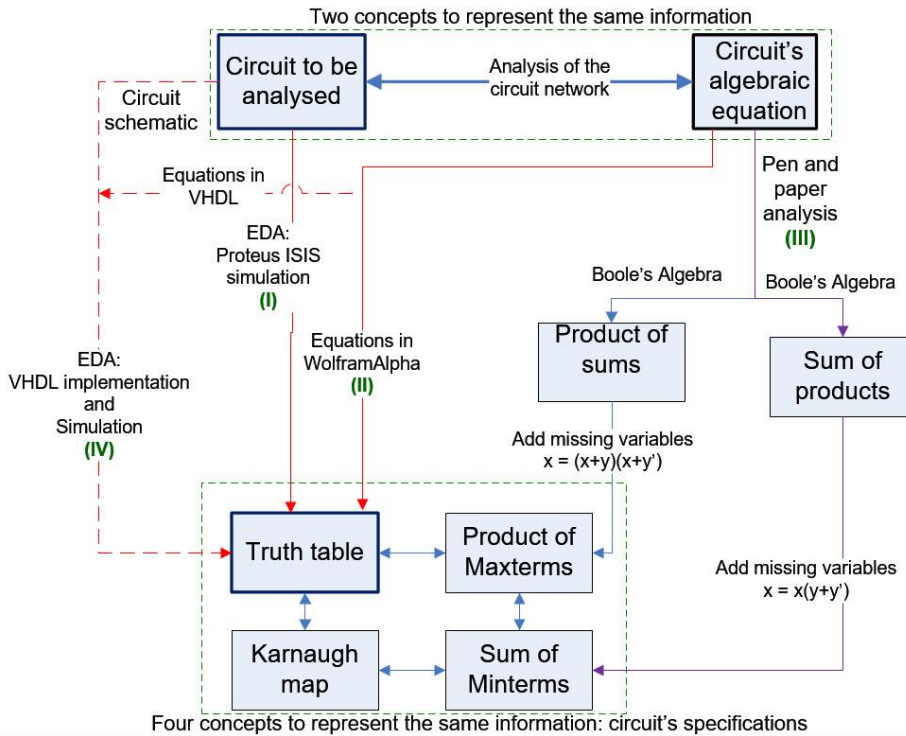 Two concepts to represent the same information
Circuit to be
analysed
Analysis of the
circuit network
Circuit's
algebraic
equation
Circuit
schematic
Equations in
VHDL
Pen and
paper
analysis
(III)
EDA:
Proteus ISIS
simulation
(I)
Boole's Algebra
Boole's Algebra
Equations in
WolframAlpha
(II)
Product of
sums
Sum of
products
EDA:
VHDL implementation
and
Simulation
(IV)
Add missing variables
x = (x+y)(x+y')
Truth table
Product of
Maxterms
Add missing variables
x = x(y+y')
Karnaugh
map
Sum of
Minterms
Four concepts to represent the same information: circuit's specifications